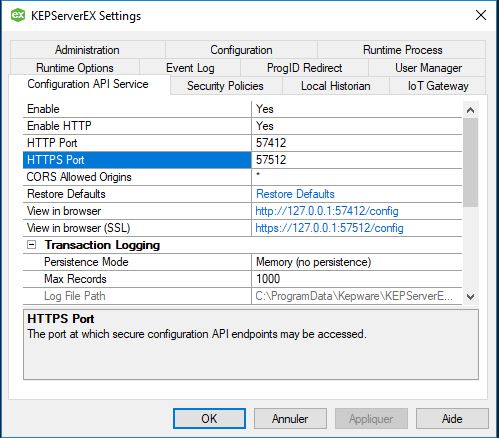 KEPServerEX Settings
Administration Configuration Runtime Process
Runtime Options Event Log ProgID Redirect User Manager
Configuration API Service Security Policies Local Historian IoT Gateway
Enable Yes
Enable HTTP Yes
HTTP Port 57412
HTTPS Port 57512
CORS Allowed Origins *
Restore Defaults Restore Defaults
View in browser http://127.0.0.1:57412/config
View in browser (SSL) https://127.0.0.1:57512/config
Transaction Logging
Persistence Mode Memory (no persistence)
Max Records 1000
Log File Path C:\ProgramData\Kepware\KEPServerE...
HTTPS Port
The port at which secure configuration API endpoints may be accessed.
OK Annuler Appliquer Aide